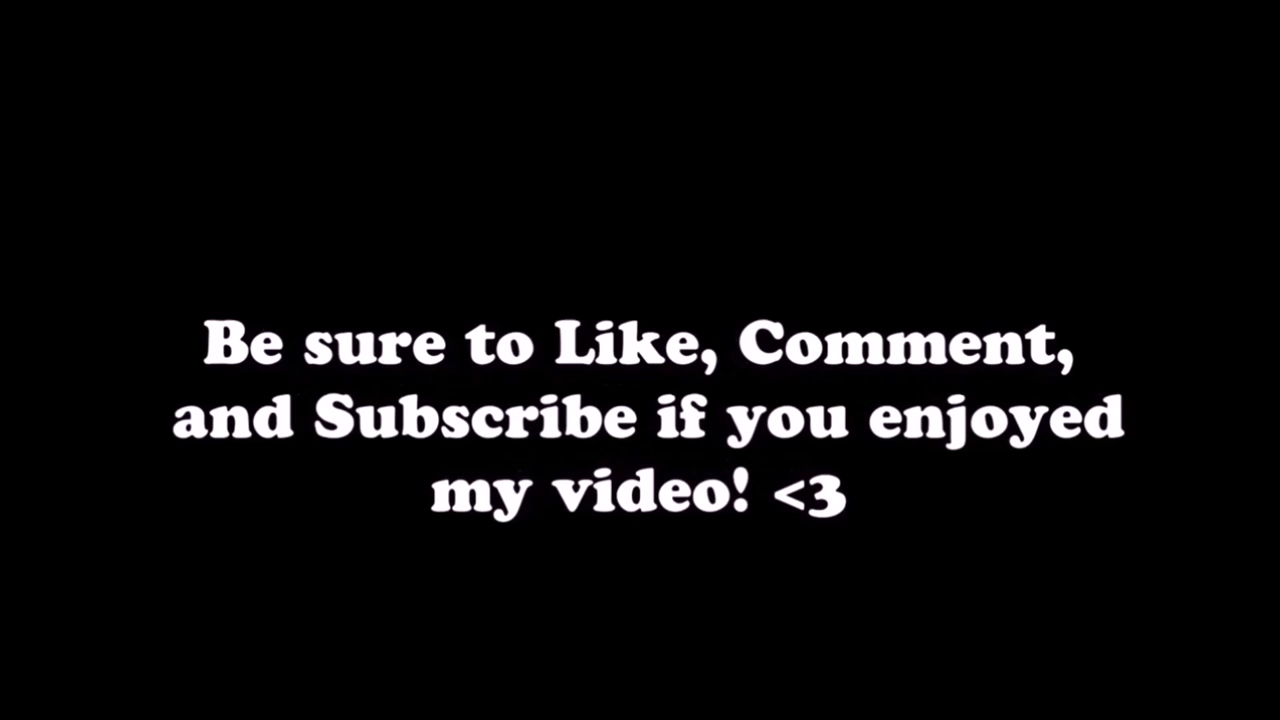 Be sure to Like, Comment,
and Subscribe if you enjoyed
my video! <3